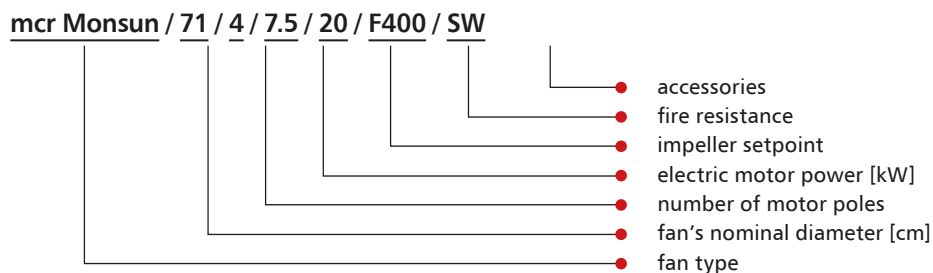 mcr Monsun / 71 / 4 / 7.5 / 20 / F400 / SW
accessories
fire resistance
impeller setpoint
electric motor power [kW]
number of motor poles
fan's nominal diameter [cm]
fan type